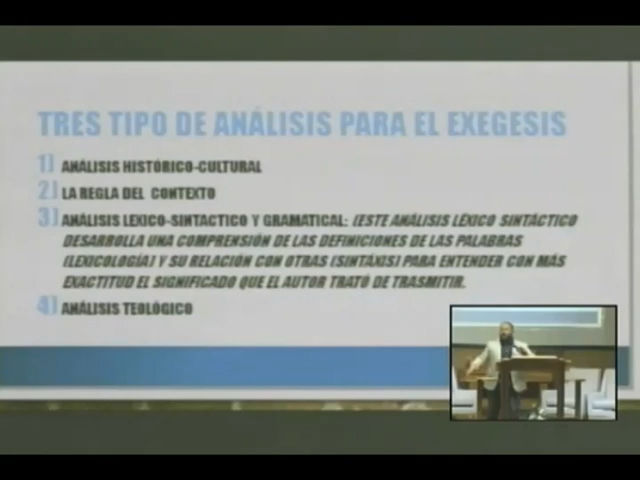 TRES TIPO DE ANÁLISIS PARA EL EXEGESIS
1) ANÁLISIS HISTÓRICO-CULTURAL
2) LA REGLA DEL CONTEXTO
3) ANÁLISIS LEXICO-SINTACTICO Y GRAMATICAL: (ESTE ANÁLISIS LÉXICO SINTÁCTICO
DESARROLLA UNA COMPRENSIÓN DE LAS DEFINICIONES DE LAS PALABRAS
(LEXICOLOGÍA) Y SU RELACIÓN CON OTRAS (SINTÁXIS) PARA ENTENDER CON MÁS
EXACTITUD EL SIGNIFICADO QUE EL AUTOR TRATÓ DE TRASMITIR.
4) ANÁLISIS TEOLÓGICO